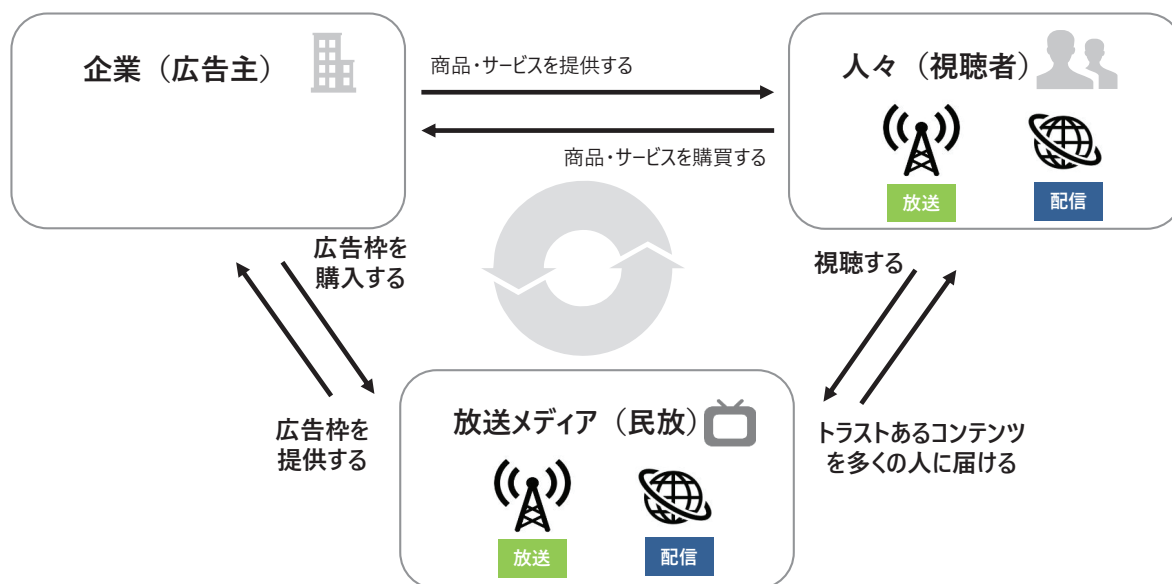 企業（広告主）
商品・サービスを提供する
商品・サービスを購買する
人々（視聴者）
放送
配信
広告枠を
購入する
視聴する
広告枠を
提供する
放送メディア（民放）
放送
配信
トラストあるコンテンツ
を多くの人に届ける